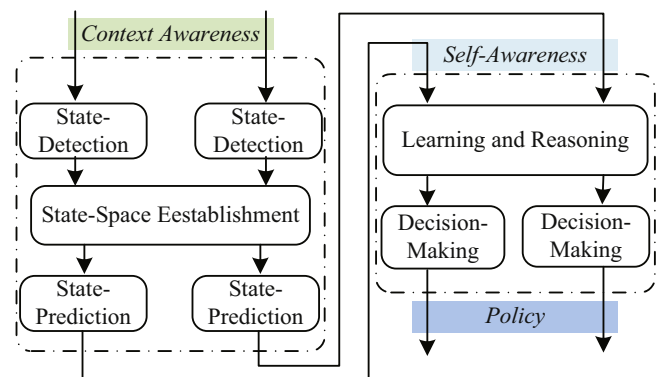 Context Awareness
State-
Detection
State-
Detection
State-Space Eestablishment
State-
Prediction
State-
Prediction
Self-Awareness
Learning and Reasoning
Decision-
Making
Decision-
Making
Policy